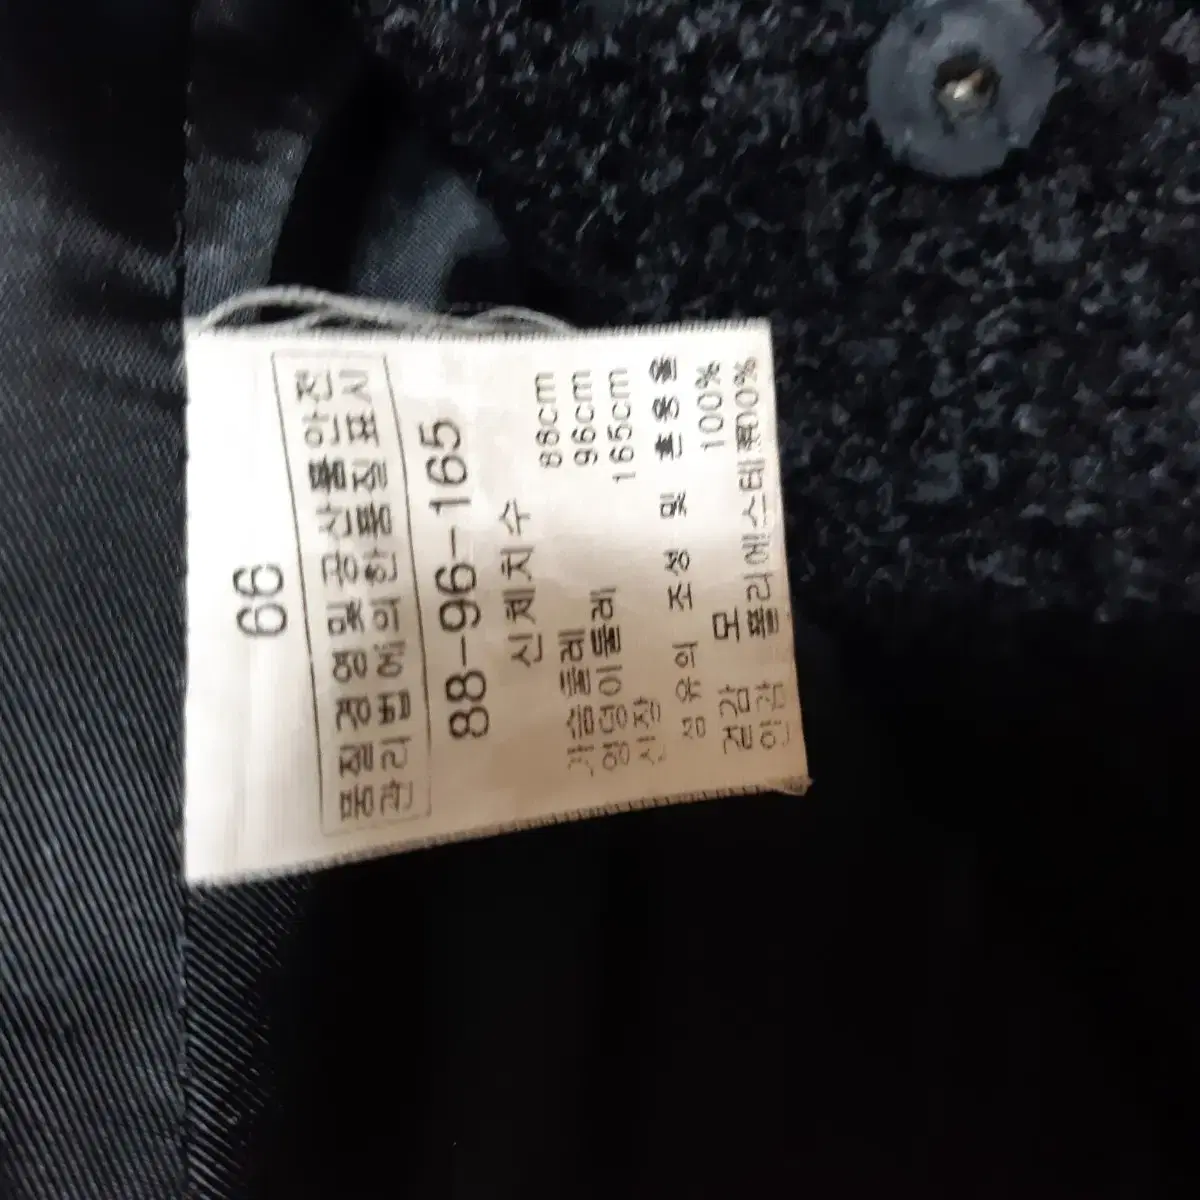 66
품질경영 및 공산품안전
관리법에 의한 품질표시
88-96-165
신체치수
가슴둘레 88cm
엉덩이둘레 96cm
신장 165cm
섬유의 조성 및 혼용율
겉감 모 100%
안감 폴리에스테르100%